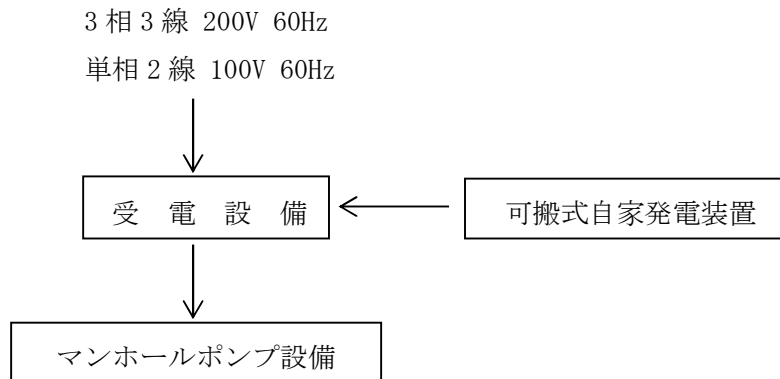 3相3線 200V 60Hz
単相2線 100V 60Hz
受　電　設　備
可搬式自家発電装置
マンホールポンプ設備